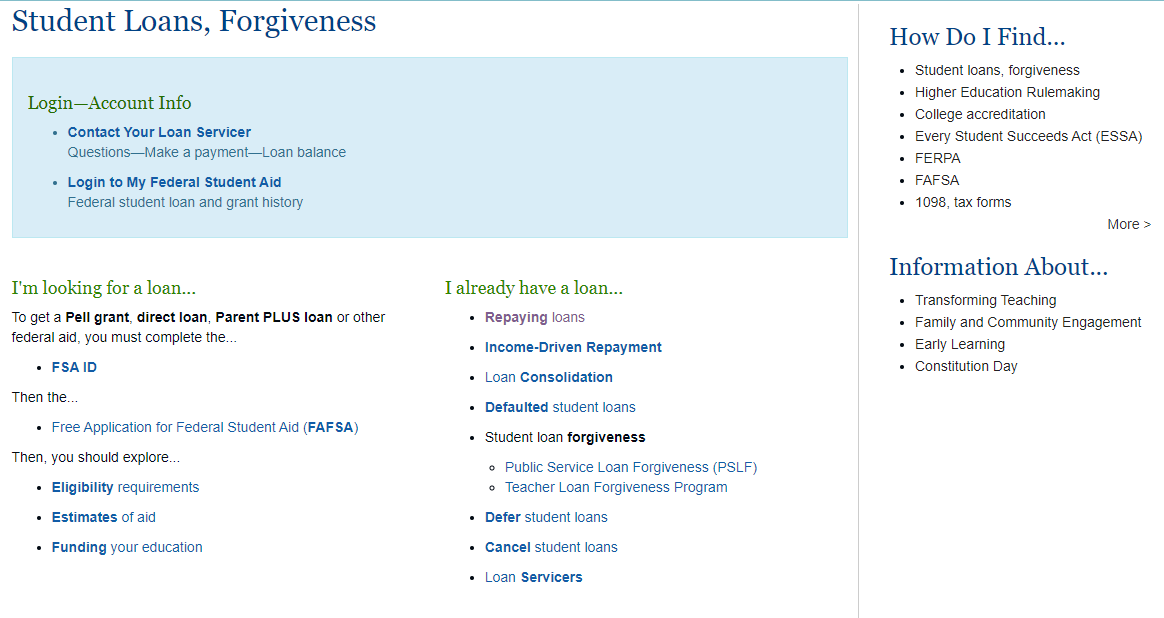 Student Loans, Forgiveness
Login—Account Info
Contact Your Loan Servicer
Questions—Make a payment—Loan balance
Login to My Federal Student Aid
Federal student loan and grant history
I'm looking for a loan...
To get a Pell grant, direct loan, Parent PLUS loan or other
federal aid, you must complete the...
FSA ID
Then the...
Free Application for Federal Student Aid (FAFSA)
Then, you should explore...
Eligibility requirements
Estimates of aid
Funding your education
I already have a loan...
Repaying loans
Income-Driven Repayment
Loan Consolidation
Defaulted student loans
Student loan forgiveness
Public Service Loan Forgiveness (PSLF)
Teacher Loan Forgiveness Program
Defer student loans
Cancel student loans
Loan Servicers
How Do I Find...
Student loans, forgiveness
Higher Education Rulemaking
College accreditation
Every Student Succeeds Act (ESSA)
FERPA
FAFSA
1098, tax forms
More >
Information About...
Transforming Teaching
Family and Community Engagement
Early Learning
Constitution Day